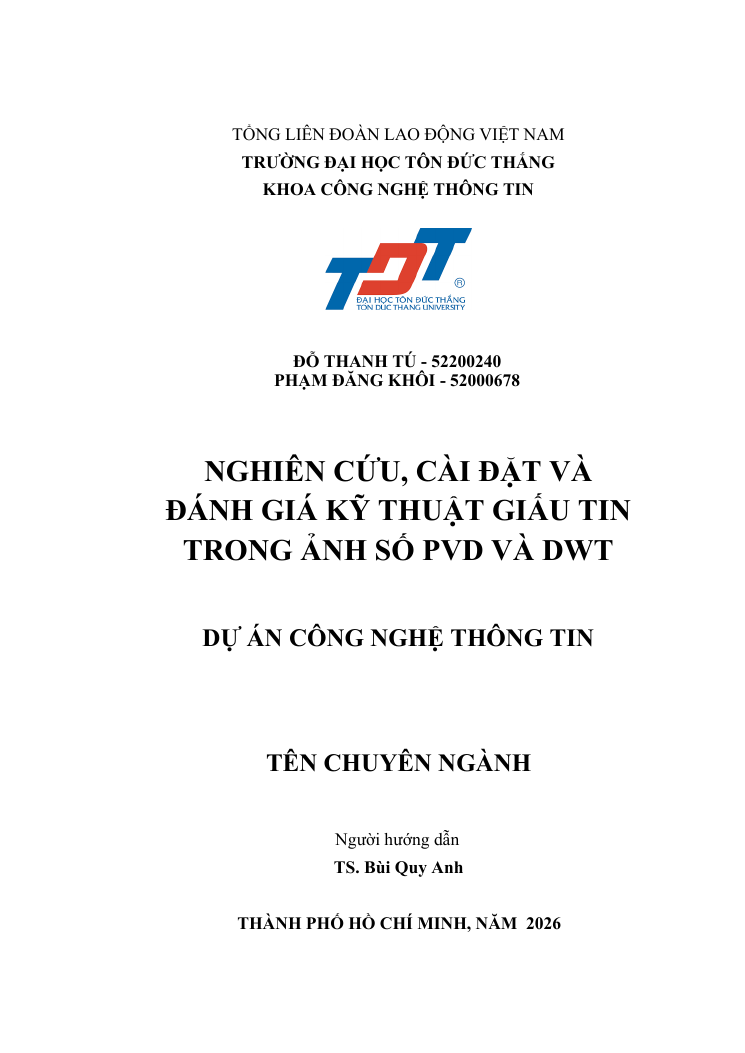 TỔNG LIÊN ĐOÀN LAO ĐỘNG VIỆT NAM
TRƯỜNG ĐẠI HỌC TÔN ĐỨC THẮNG
KHOA CÔNG NGHỆ THÔNG TIN
TDT
®
ĐẠI HỌC TÔN ĐỨC THẮNG
TON DUC THANG UNIVERSITY
ĐỖ THANH TÚ - 52200240
PHẠM ĐĂNG KHÔI - 52000678
NGHIÊN CỨU, CÀI ĐẶT VÀ
ĐÁNH GIÁ KỸ THUẬT GIẤU TIN
TRONG ẢNH SỐ PVD VÀ DWT
DỰ ÁN CÔNG NGHỆ THÔNG TIN
TÊN CHUYÊN NGÀNH
Người hướng dẫn
TS. Bùi Quy Anh
THÀNH PHỐ HỒ CHÍ MINH, NĂM  2026